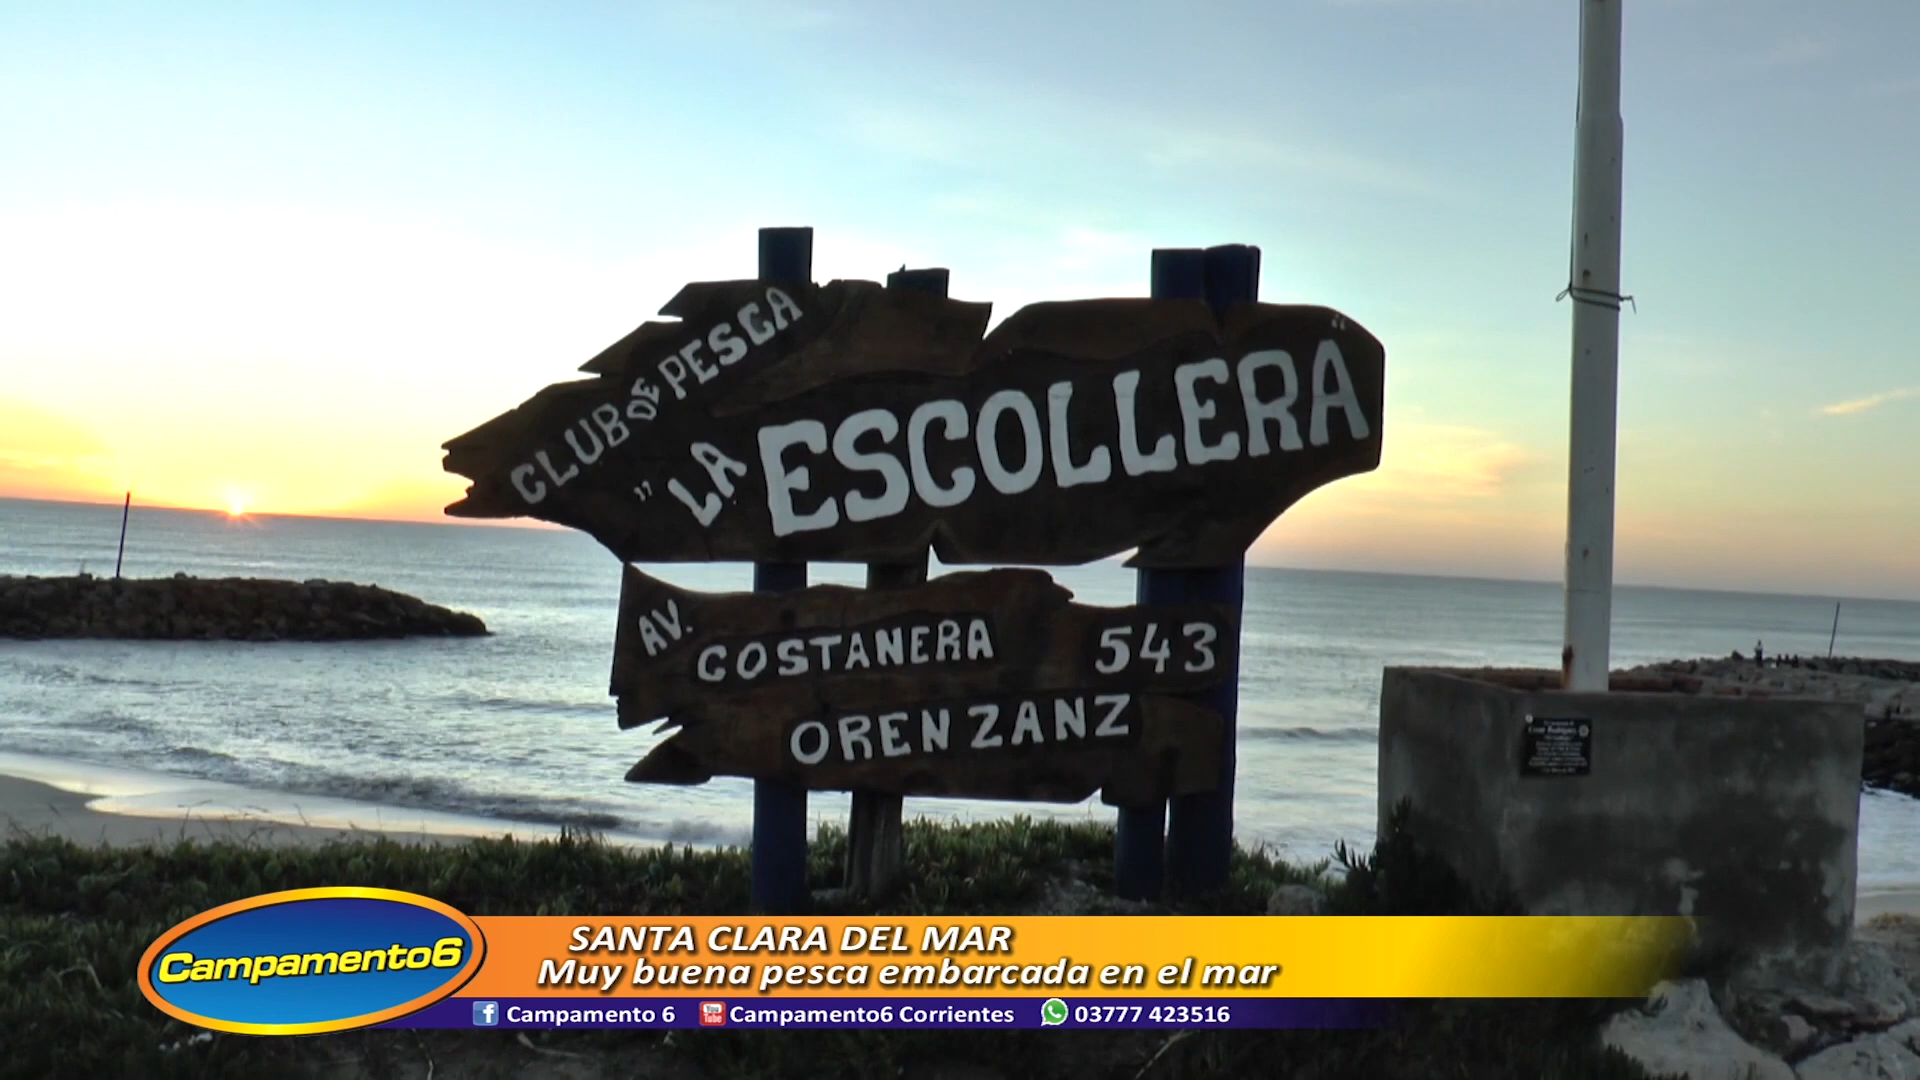 CLUB DE PESCA
"LA ESCOLLERA"
AV. COSTANERA 543
ORENZANZ
Campamento6
SANTA CLARA DEL MAR
Muy buena pesca embarcada en el mar
Campamento 6 Campamento6 Corrientes 03777 423516